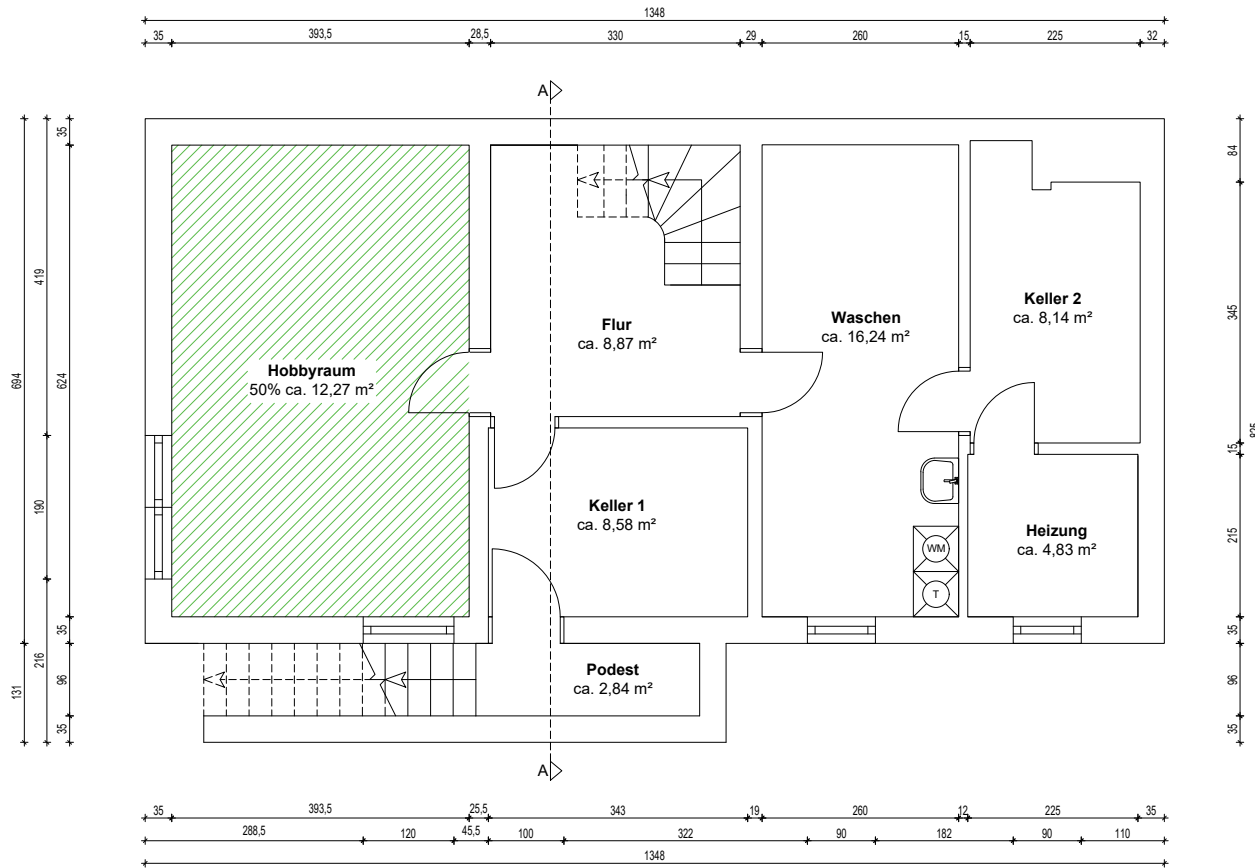 1348
35 393,5 28,5 330 29 260 15 225 32
A
35
84
419
Flur
ca. 8,87 m²
Waschen
ca. 16,24 m²
Keller 2
ca. 8,14 m²
345
Hobbyraum
50% ca. 12,27 m²
694
624
825
15
190
Keller 1
ca. 8,58 m²
WM
T
Heizung
ca. 4,83 m²
215
35
35
216
131
96
Podest
ca. 2,84 m²
96
35
35
A
35 393,5 25,5 343 19 260 12 225 35
288,5 120 45,5 100 322 90 182 90 110
1348